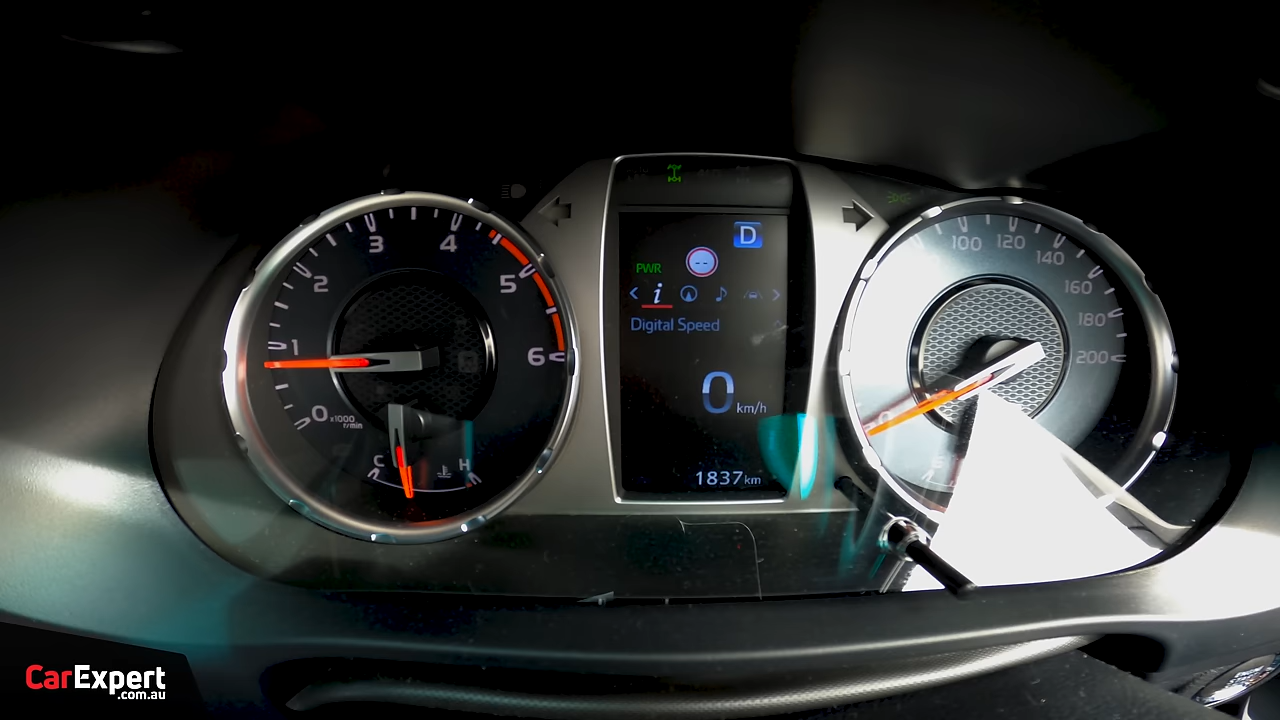 0
1
2
3
4
5
6
x1000
r/min
C
H
D
--
PWR
i
Digital Speed
0
km/h
1837km
0
100
120
140
160
180
200
CarExpert
.com.au